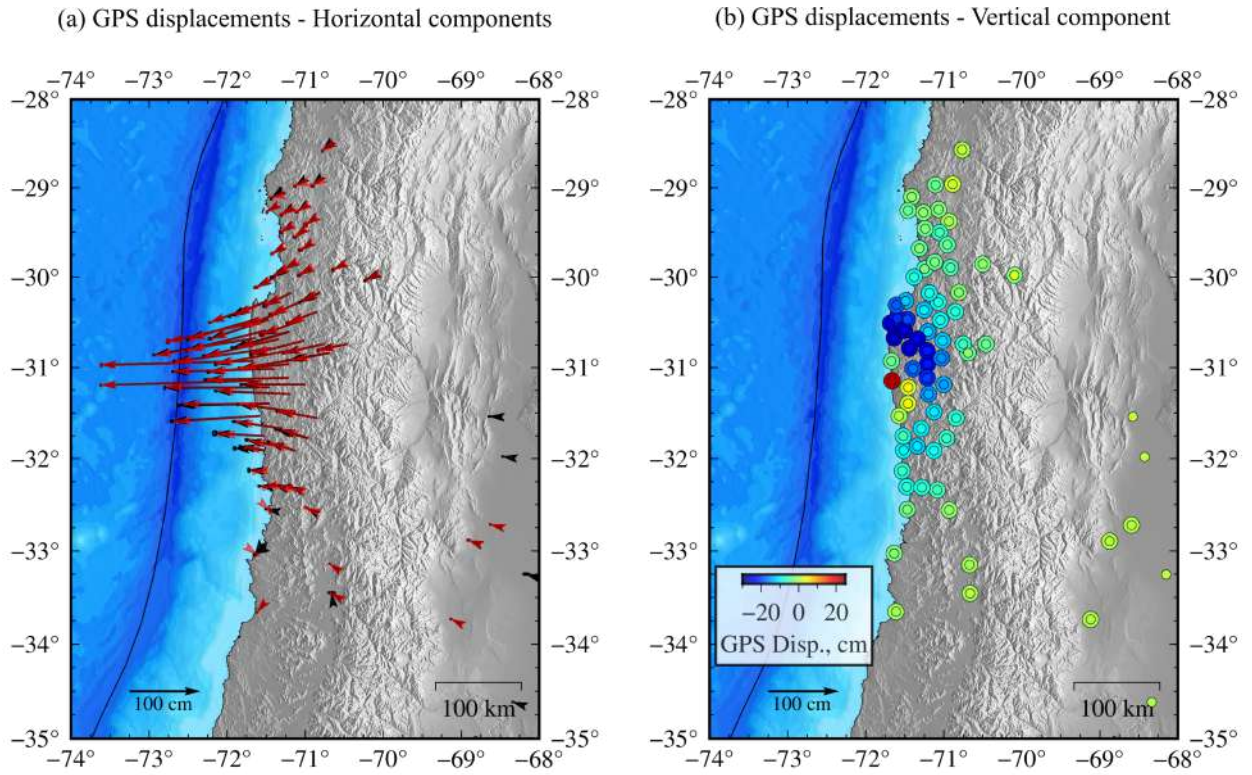 (a) GPS displacements - Horizontal components
(b) GPS displacements - Vertical component
−74° −73° −72° −71° −70° −69° −68°
−74° −73° −72° −71° −70° −69° −68°
−28° −28° −28° −28°
−29° −29° −29° −29°
−30° −30° −30° −30°
−31° −31° −31° −31°
−32° −32° −32° −32°
−33° −33° −33° −33°
−20 0 20
GPS Disp., cm
−34° −34° −34° −34°
100 cm 100 km 100 cm 100 km
−35° −35° −35° −35°
−74° −73° −72° −71° −70° −69° −68°
−74° −73° −72° −71° −70° −69° −68°